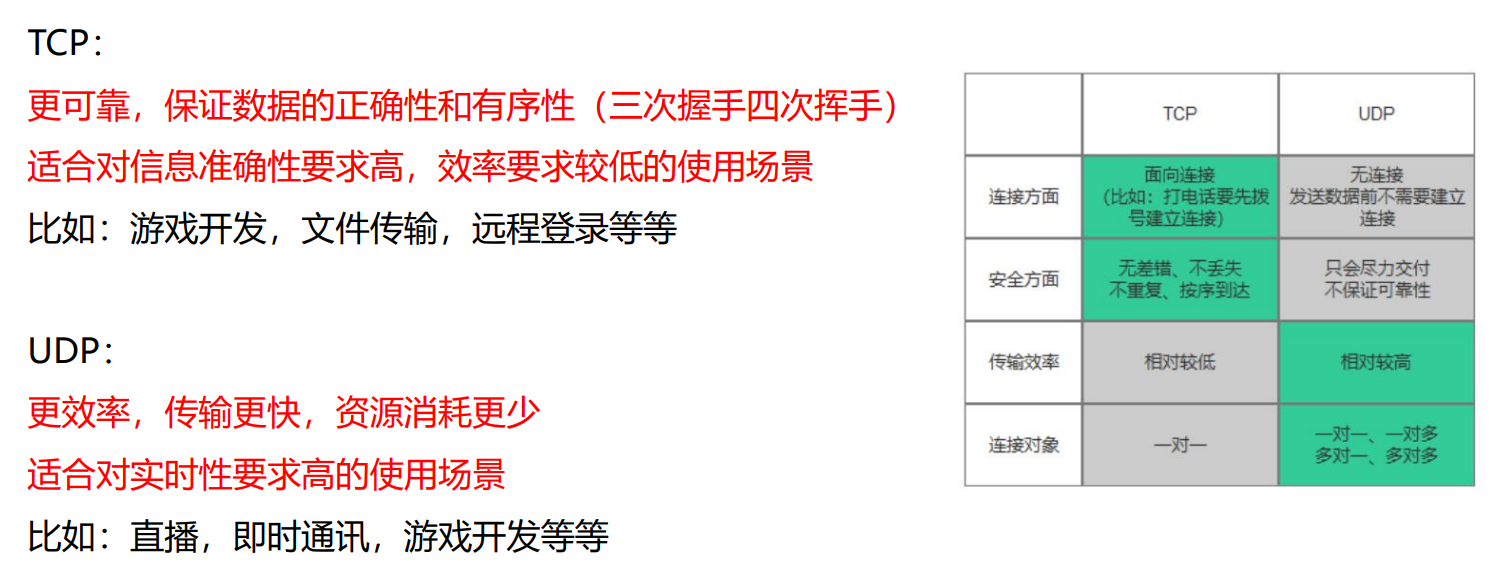 TCP：
更可靠，保证数据的正确性和有序性（三次握手四次挥手）
适合对信息准确性要求高，效率要求较低的使用场景
比如：游戏开发，文件传输，远程登录等等
UDP：
更效率，传输更快，资源消耗更少
适合对实时性要求高的使用场景
比如：直播，即时通讯，游戏开发等等
TCP UDP
连接方面
面向连接
（比如：打电话要先拨
号建立连接）
无连接
发送数据前不需要建立
连接
安全方面
无差错、不丢失
不重复、按序到达
只会尽力交付
不保证可靠性
传输效率 相对较低 相对较高
连接对象
一对一
一对一、一对多
多对一、多对多